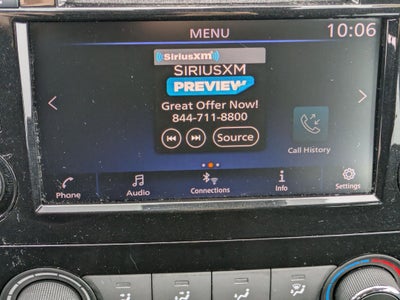 MENU 10:06
SiriusXM
SIRIUSXM
PREVIEW
Great Offer Now!
844-711-8800
Source
Call History
Phone Audio Connections Info Settings